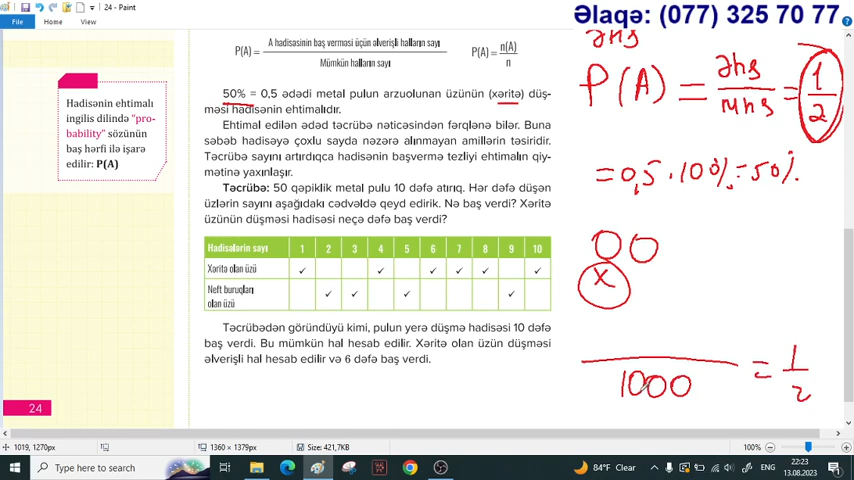 24 - Paint
Əlaqə: (077) 325 70 77
File
Home
View
A hadisəsinin baş verməsi üçün əlverişli halların sayı
P(A) =
Mümkün halların sayı
P(A) = n(A)
n
50% = 0,5 ədədi metal pulun arzuolunan üzünün (xəritə) düş-
məsi hadisənin ehtimalıdır.
Ehtimal edilən ədəd təcrübə nəticəsindən fərqlənə bilər. Buna
səbəb hadisəyə çoxlu sayda nəzərə alınmayan amillərin təsiridir.
Təcrübə sayını artırdıqca hadisənin başvermə tezliyi ehtimalın qiy-
mətinə yaxınlaşır.
Təcrübə: 50 qəpiklik metal pulu 10 dəfə atırıq. Hər dəfə düşən
üzlərin sayını aşağıdakı cədvəldə qeyd edirik. Nə baş verdi? Xəritə
üzünün düşməsi hadisəsi neçə dəfə baş verdi?
Hadisələrin sayı 1 2 3 4 5 6 7 8 9 10
Xəritə olan üzü ✓ ✓ ✓ ✓ ✓ ✓
Neft buruqları ✓ ✓ ✓ ✓
olan üzü
Təcrübədən göründüyü kimi, pulun yerə düşmə hadisəsi 10 dəfə
baş verdi. Bu mümkün hal hesab edilir. Xəritə olan üzün düşməsi
əlverişli hal hesab edilir və 6 dəfə baş verdi.
Hadisənin ehtimalı
ingilis dilində "pro-
bability" sözünün
baş hərfi ilə işarə
edilir: P(A)
24
əhs
P(A) = əhs = 1
mhs 2
= 0,5 · 100% = 50%.
X
1000 = 1
2
1019, 1270px
1360 × 1379px
Size: 421,7KB
100%
Type here to search
84°F Clear
ENG
22:23
13.08.2023